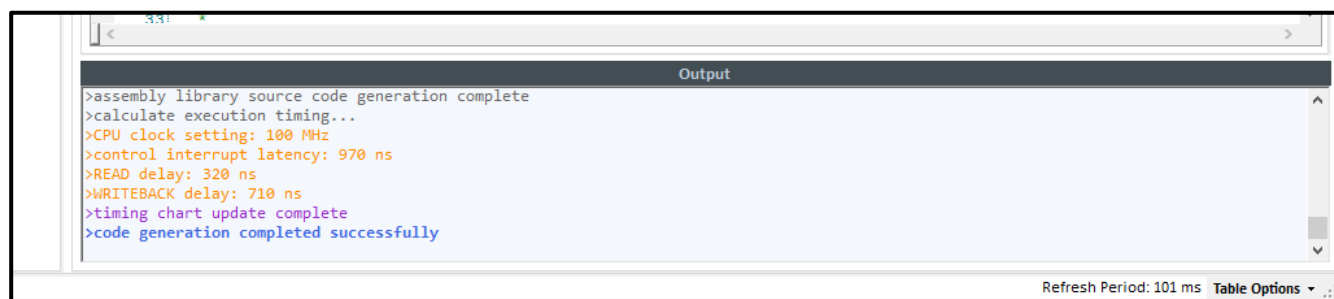 33 *
Output
>assembly library source code generation complete
>calculate execution timing...
>CPU clock setting: 100 MHz
>control interrupt latency: 970 ns
>READ delay: 320 ns
>WRITEBACK delay: 710 ns
>timing chart update complete
>code generation completed successfully
Refresh Period: 101 ms Table Options